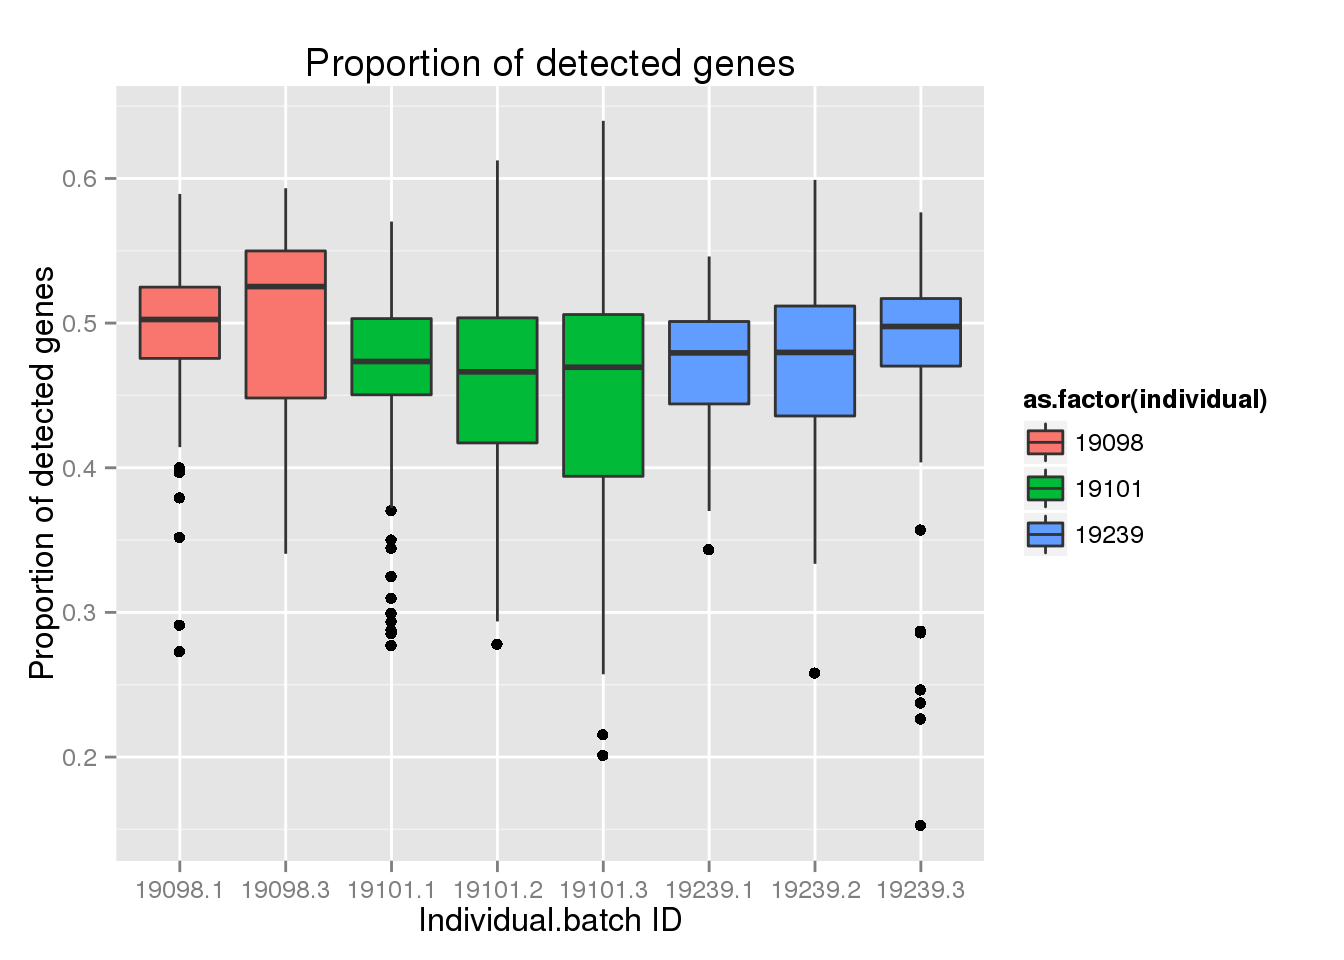 Proportion of detected genes
Proportion of detected genes
0.6
0.5
0.4
0.3
0.2
19098.1 19098.3 19101.1 19101.2 19101.3 19239.1 19239.2 19239.3
Individual.batch ID
as.factor(individual)
19098
19101
19239